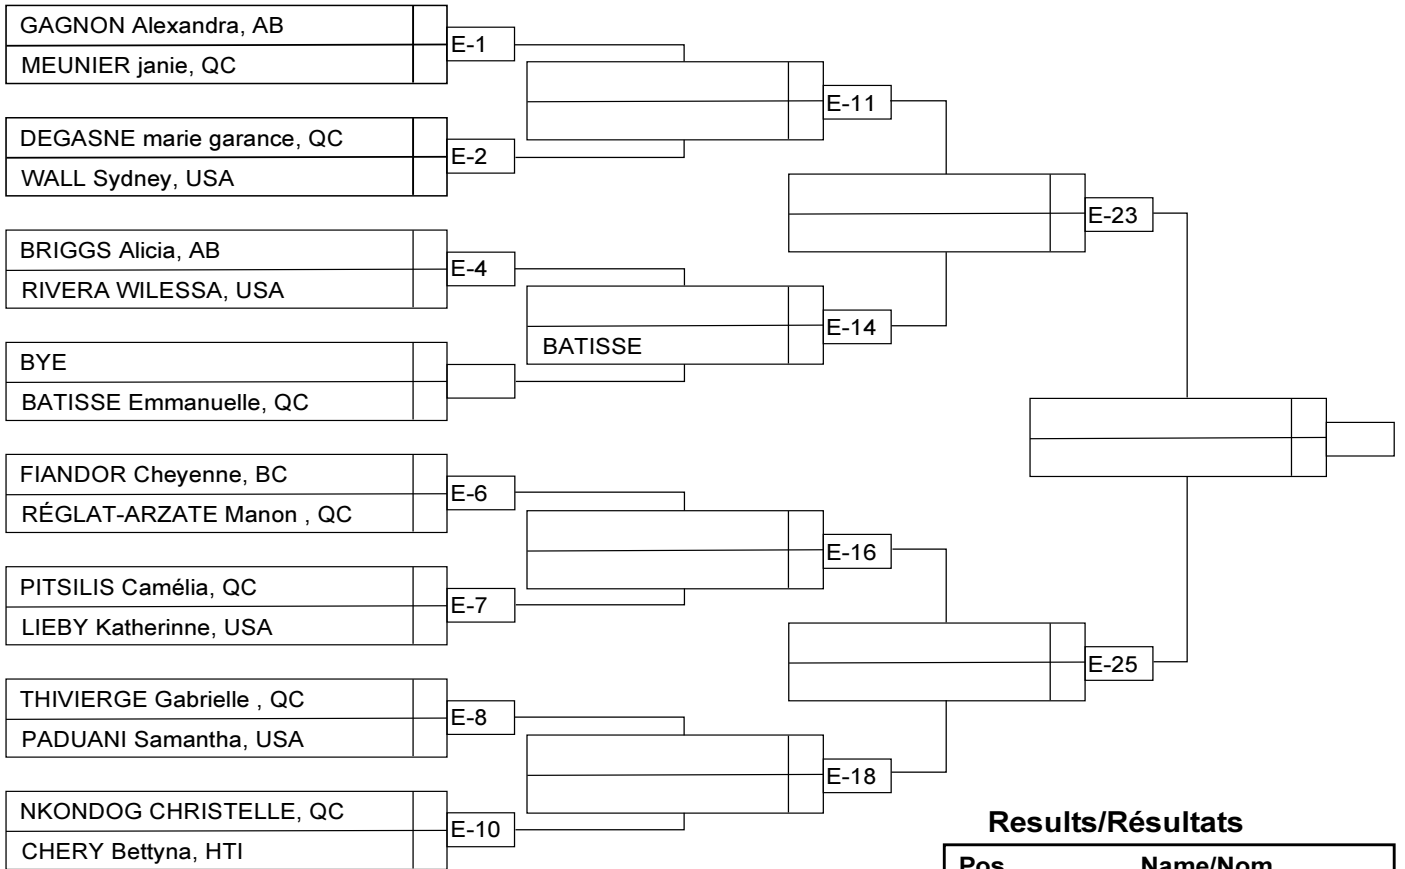 GAGNON Alexandra, AB
E-1
MEUNIER janie, QC
E-11
DEGASNE marie garance, QC
E-2
WALL Sydney, USA
E-23
BRIGGS Alicia, AB
E-4
RIVERA WILESSA, USA
E-14
BATISSE
BYE
BATISSE Emmanuelle, QC
FIANDOR Cheyenne, BC
E-6
RÉGLAT-ARZATE Manon , QC
E-16
PITSILIS Camélia, QC
E-7
LIEBY Katherinne, USA
E-25
THIVIERGE Gabrielle , QC
E-8
PADUANI Samantha, USA
E-18
NKONDOG CHRISTELLE, QC
E-10
CHERY Bettyna, HTI
Results/Résultats
Pos Name/Nom